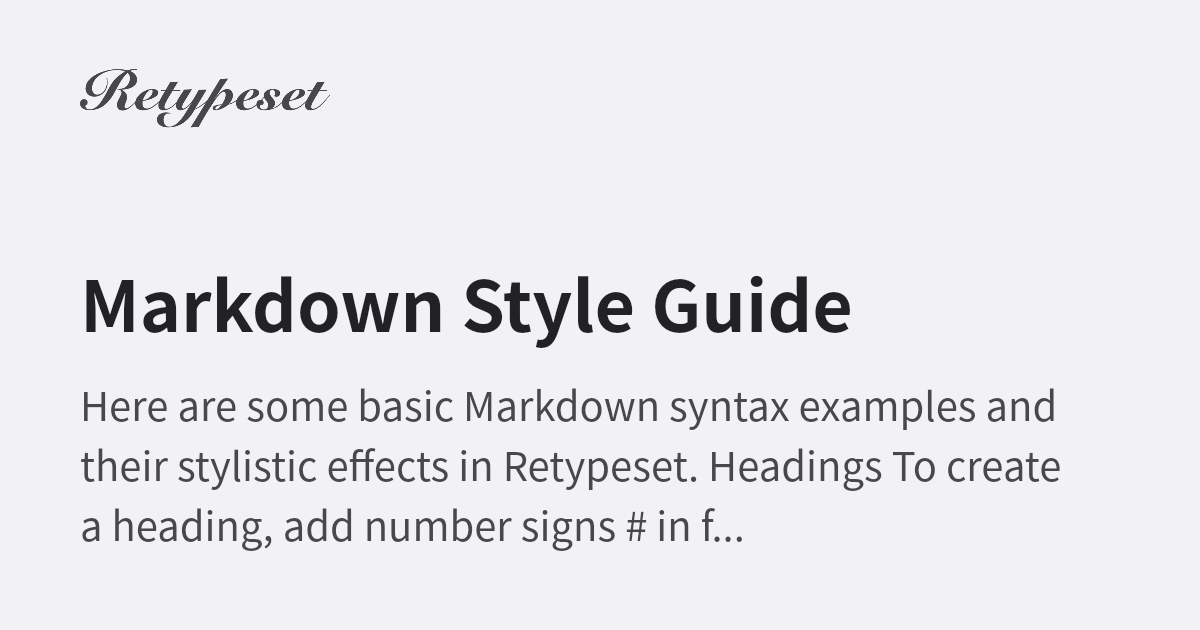 Retypeset
Markdown Style Guide
Here are some basic Markdown syntax examples and
their stylistic effects in Retypeset. Headings To create
a heading, add number signs # in f...